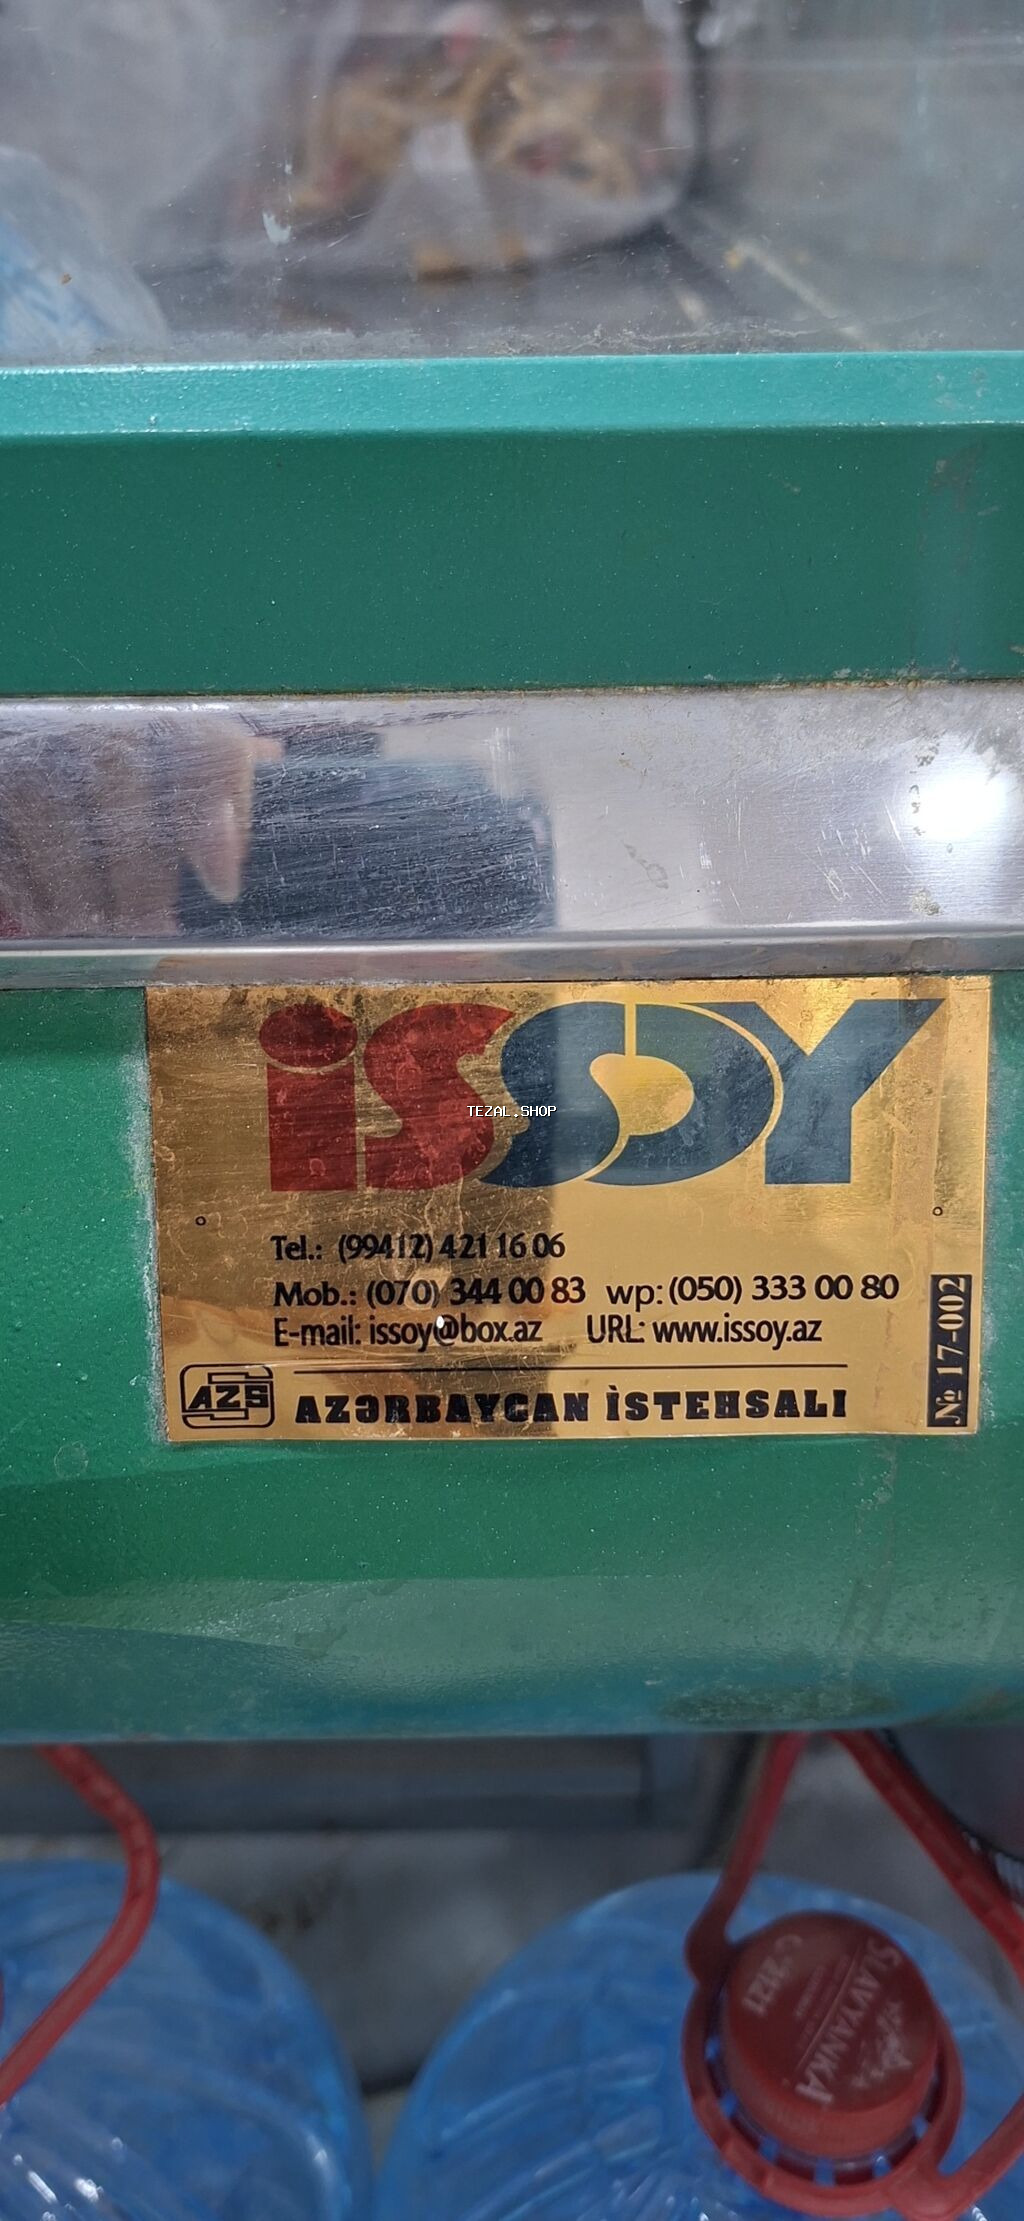 iSSOY
TEZAL.SHOP
Tel.: (99412) 421 16 06
Mob.: (070) 344 00 83 wp: (050) 333 00 80
E-mail: issoy@box.az URL: www.issoy.az
AZS AZƏRBAYCAN İSTEHSALI
№ 17-002
SLAVYANKA
2121